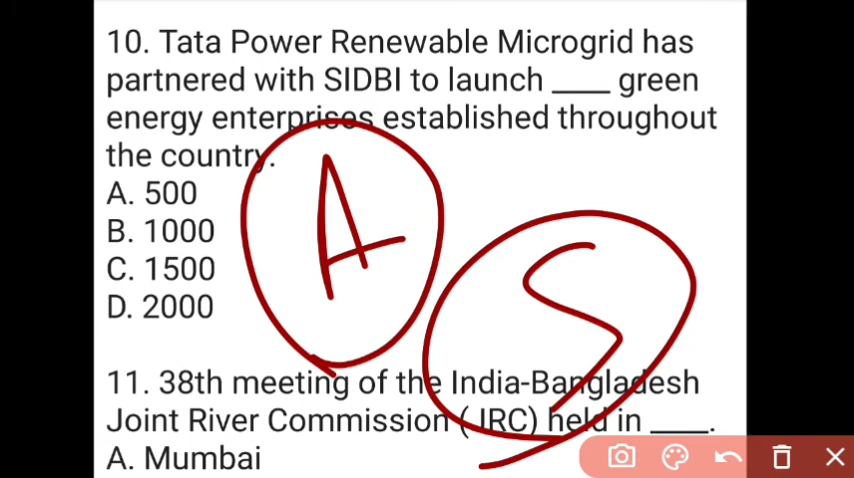 10. Tata Power Renewable Microgrid has
partnered with SIDBI to launch ____ green
energy enterprises established throughout
the country.
A. 500
B. 1000
C. 1500
D. 2000
A
S
11. 38th meeting of the India-Bangladesh
Joint River Commission (JRC) held in ____.
A. Mumbai